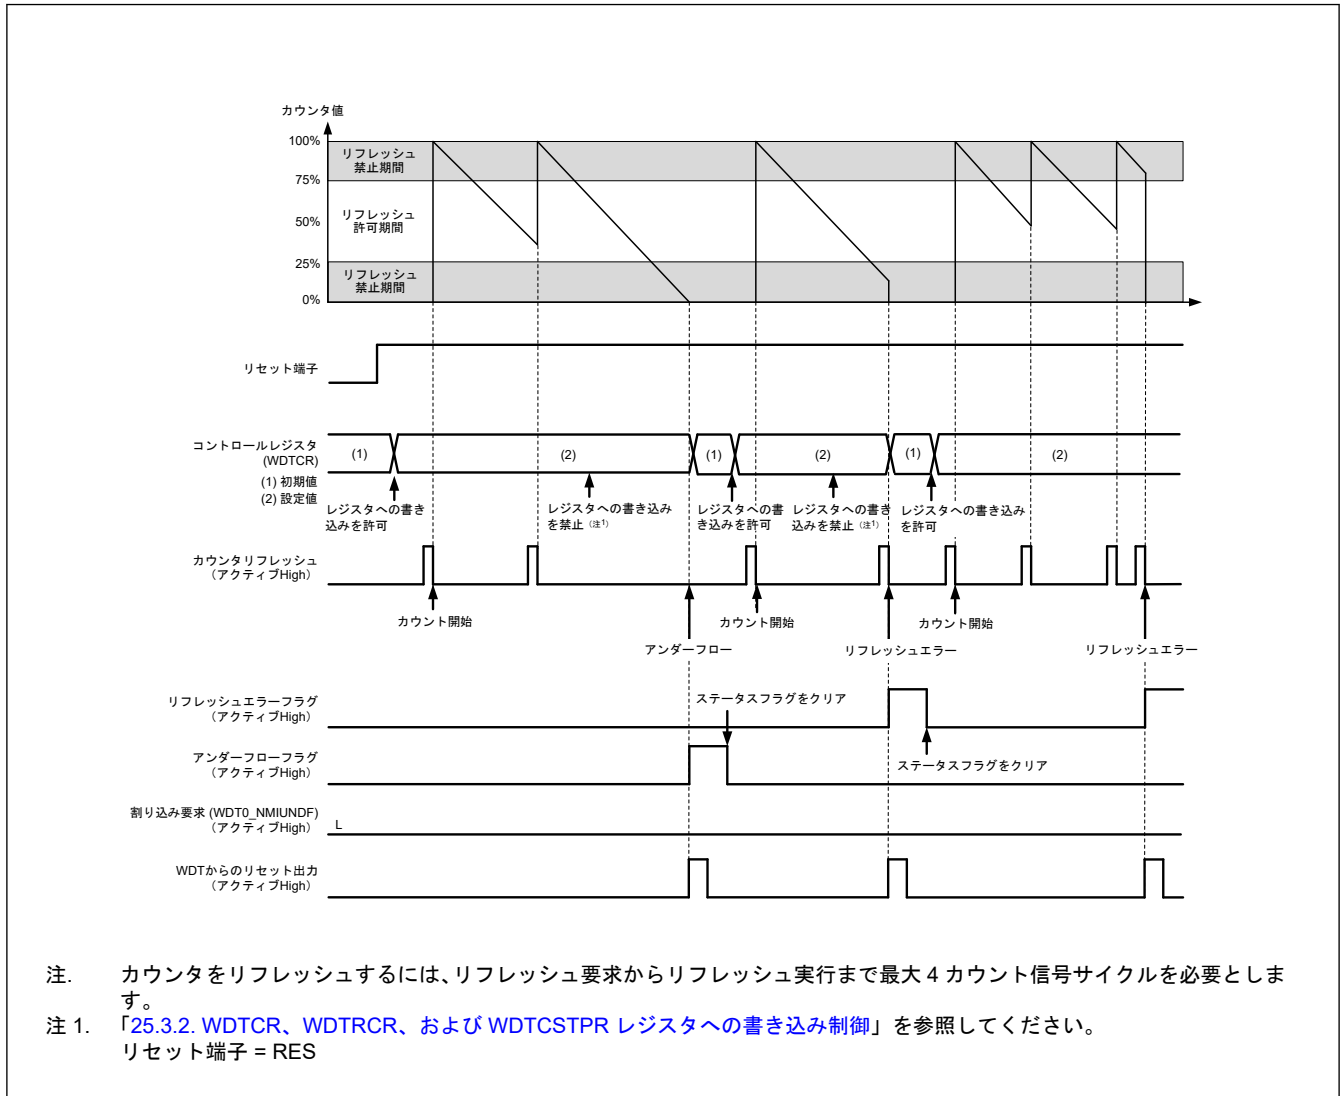 カウンタ値
100%
リフレッシュ
禁止期間
75%
50%
リフレッシュ
許可期間
25%
リフレッシュ
禁止期間
0%
リセット端子
コントロールレジスタ
(WDTCR)
(1) 初期値
(2) 設定値
(1)
(2)
(1)
(2)
(1)
(2)
レジスタへの書き
込みを許可
レジスタへの書き込み
を禁止（注1）
レジスタへの書
き込みを許可
レジスタへの書き
込みを禁止（注1）
レジスタへの書き込み
を許可
カウンタリフレッシュ
（アクティブHigh）
カウント開始
カウント開始
カウント開始
アンダーフロー
リフレッシュエラー
リフレッシュエラー
リフレッシュエラーフラグ
（アクティブHigh）
ステータスフラグをクリア
アンダーフローフラグ
（アクティブHigh）
ステータスフラグをクリア
割り込み要求 (WDT0_NMIUNDF)
（アクティブHigh）
L
WDTからのリセット出力
（アクティブHigh）
注. カウンタをリフレッシュするには、リフレッシュ要求からリフレッシュ実行まで最大 4 カウント信号サイクルを必要としま
す。
注 1. 「25.3.2. WDTCR、WDTRCR、および WDTCSTPR レジスタへの書き込み制御」を参照してください。
リセット端子 = RES